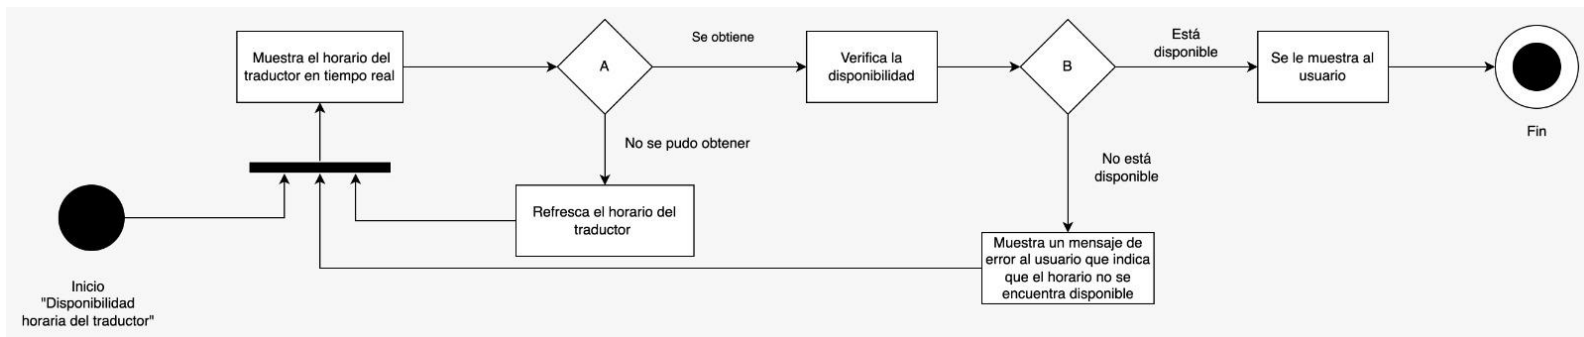 Muestra el horario del
traductor en tiempo real
A
Se obtiene
Verifica la
disponibilidad
B
Está
disponible
Se le muestra al
usuario
Fin
No se pudo obtener
No está
disponible
Refresca el horario del
traductor
Muestra un mensaje de
error al usuario que indica
que el horario no se
encuentra disponible
Inicio
"Disponibilidad
horaria del traductor"